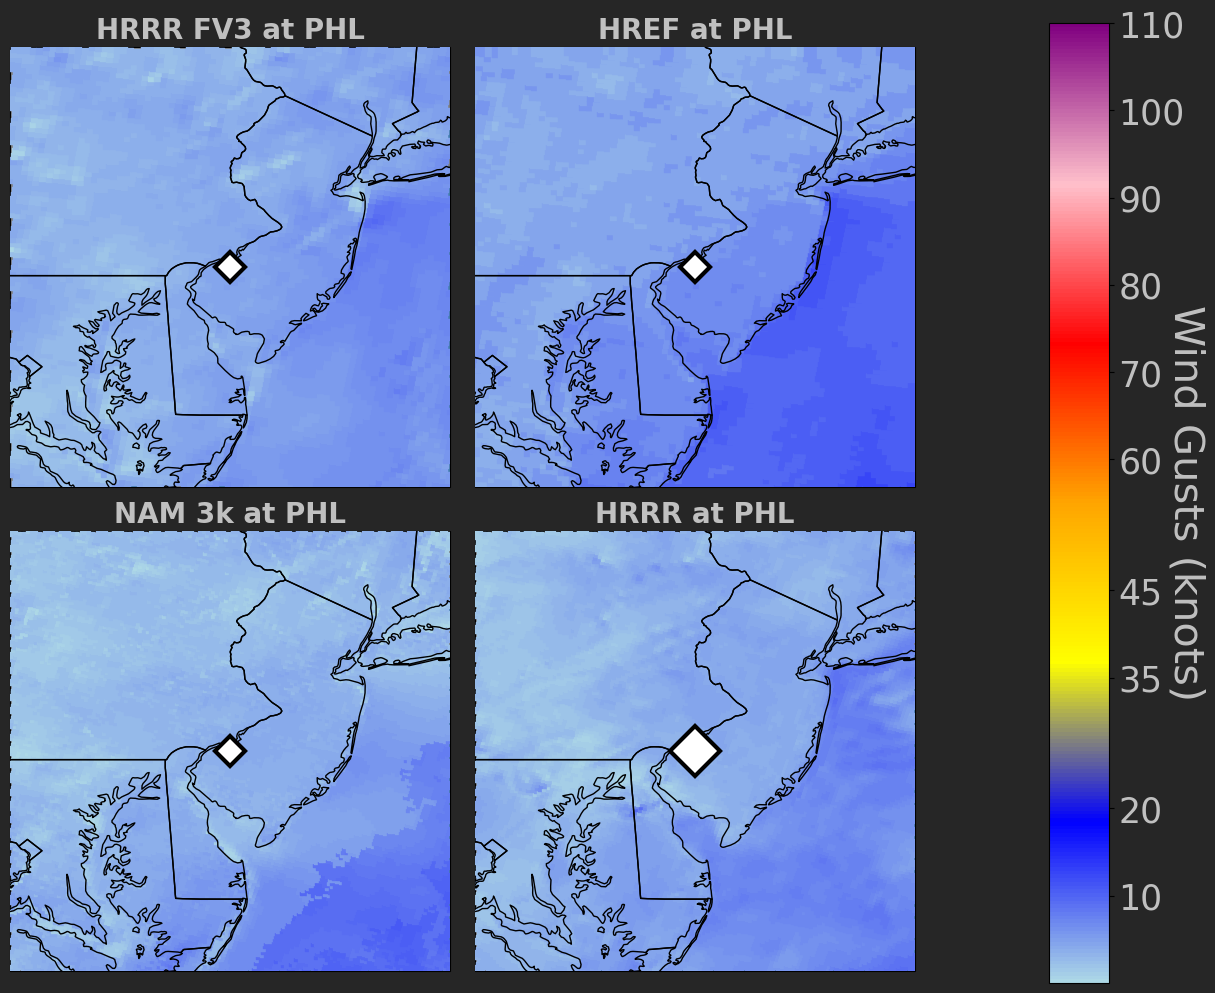 HRRR FV3 at PHL
HREF at PHL
NAM 3k at PHL
HRRR at PHL
110
100
90
80
70
60
45
35
20
10
Wind Gusts (knots)